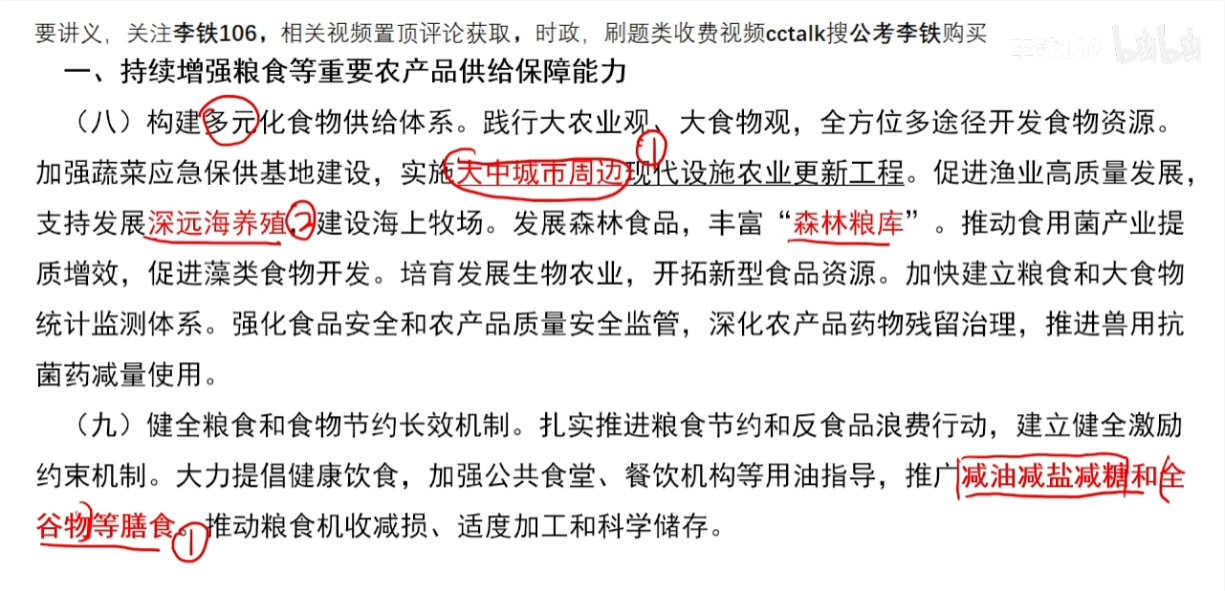 要讲义，关注李铁106，相关视频置顶评论获取，时政，刷题类收费视频cctalk搜公考李铁购买
李铁106 bilibili
一、持续增强粮食等重要农产品供给保障能力
（八）构建多元化食物供给体系。践行大农业观、大食物观，全方位多途径开发食物资源。
①
加强蔬菜应急保供基地建设，实施大中城市周边现代设施农业更新工程。促进渔业高质量发展，
支持发展深远海养殖，②建设海上牧场。发展森林食品，丰富“森林粮库”。推动食用菌产业提
质增效，促进藻类食物开发。培育发展生物农业，开拓新型食品资源。加快建立粮食和大食物
统计监测体系。强化食品安全和农产品质量安全监管，深化农产品药物残留治理，推进兽用抗
菌药减量使用。
（九）健全粮食和食物节约长效机制。扎实推进粮食节约和反食品浪费行动，建立健全激励
约束机制。大力提倡健康饮食，加强公共食堂、餐饮机构等用油指导，推广减油减盐减糖和全
谷物等膳食。①推动粮食机收减损、适度加工和科学储存。